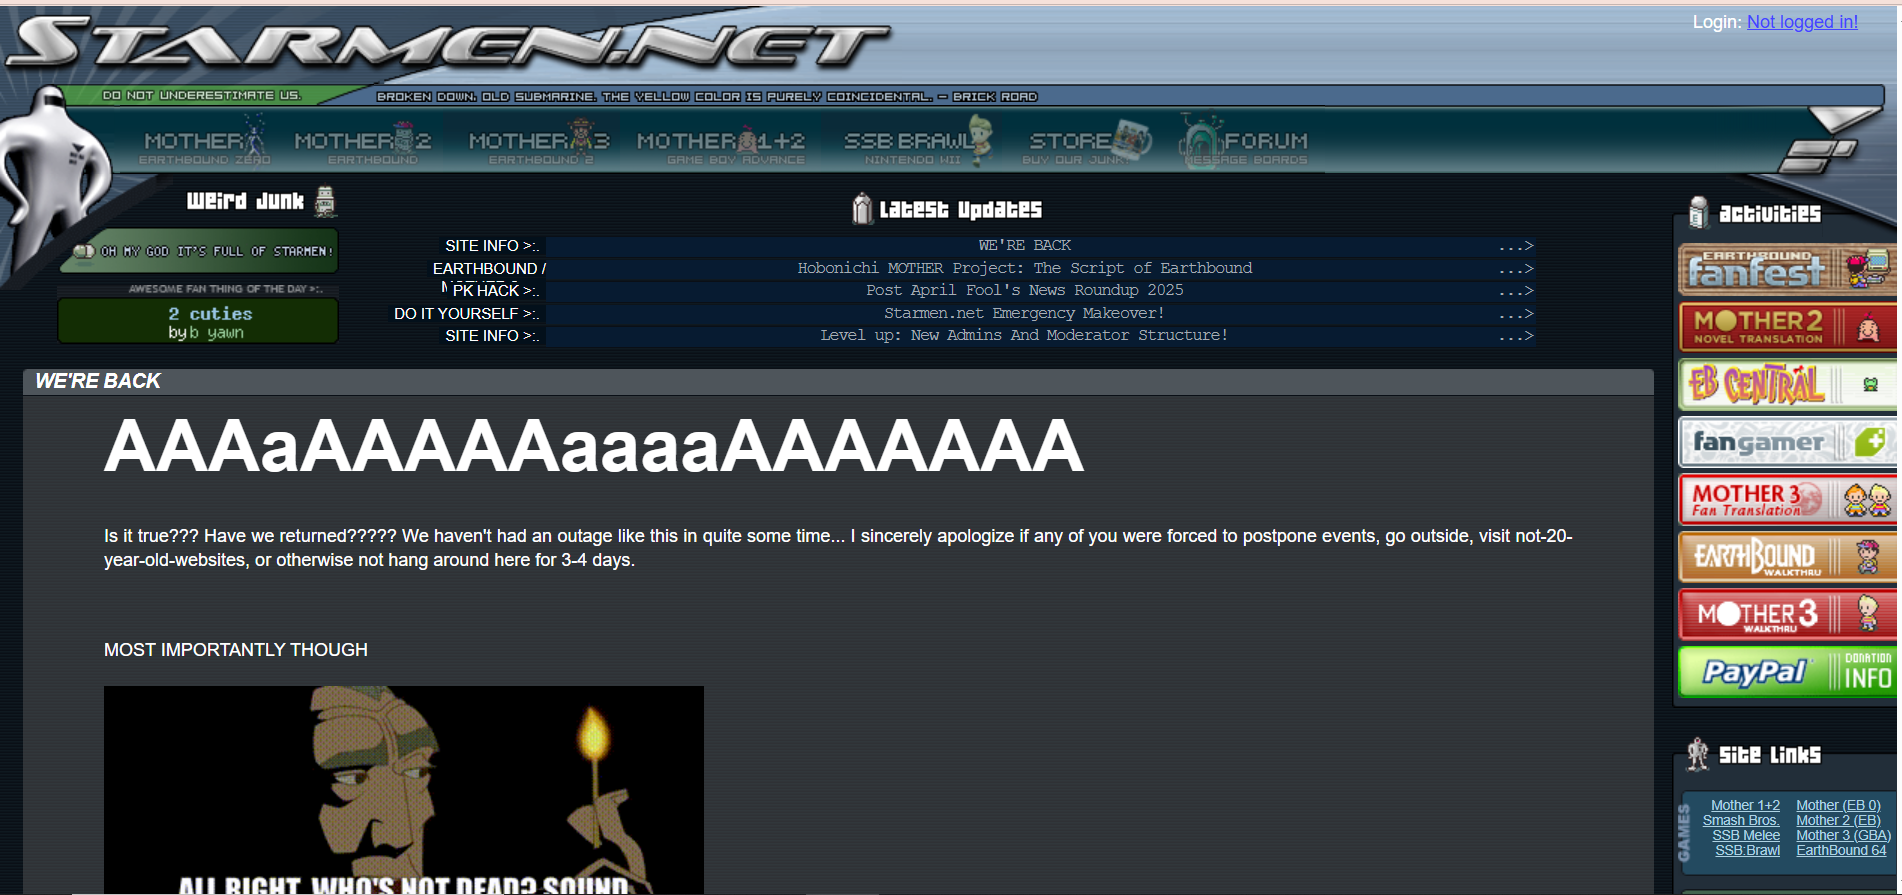 STARMEN.NET
Login: Not logged in!
DO NOT UNDERESTIMATE US.
BROKEN DOWN, OLD SUBMARINE. THE YELLOW COLOR IS PURELY COINCIDENTAL. - BRICK ROAD
MOTHER
EARTHBOUND ZERO
MOTHER 2
EARTHBOUND
MOTHER 3
EARTHBOUND 2
MOTHER 1+2
GAME BOY ADVANCE
SSB BRAWL
NINTENDO WII
STORE
BUY OUR JUNK.
FORUM
MESSAGE BOARDS
Weird Junk
OH MY GOD IT'S FULL OF STARMEN!
AWESOME FAN THING OF THE DAY >:.
2 cuties
by b yawn
Latest Updates
SITE INFO >:. WE'RE BACK ...>
EARTHBOUND / Hobonichi MOTHER Project: The Script of Earthbound ...>
PK HACK >:. Post April Fool's News Roundup 2025 ...>
DO IT YOURSELF >:. Starmen.net Emergency Makeover! ...>
SITE INFO >:. Level up: New Admins And Moderator Structure! ...>
WE'RE BACK
AAAaAAAAAAaaaaAAAAAAA
Is it true??? Have we returned????? We haven't had an outage like this in quite some time... I sincerely apologize if any of you were forced to postpone events, go outside, visit not-20-
year-old-websites, or otherwise not hang around here for 3-4 days.
MOST IMPORTANTLY THOUGH
ALL RIGHT, WHO'S NOT DEAD? SOUND
Activities
EARTHBOUND
fanfest
MOTHER 2
NOVEL TRANSLATION
EB CENTRAL
fangamer
MOTHER 3
Fan Translation
EARTHBOUND
WALKTHRU
MOTHER 3
WALKTHRU
PayPal
DONATION
INFO
Site Links
GAMES
Mother 1+2 Mother (EB 0)
Smash Bros. Mother 2 (EB)
SSB Melee Mother 3 (GBA)
SSB:Brawl EarthBound 64